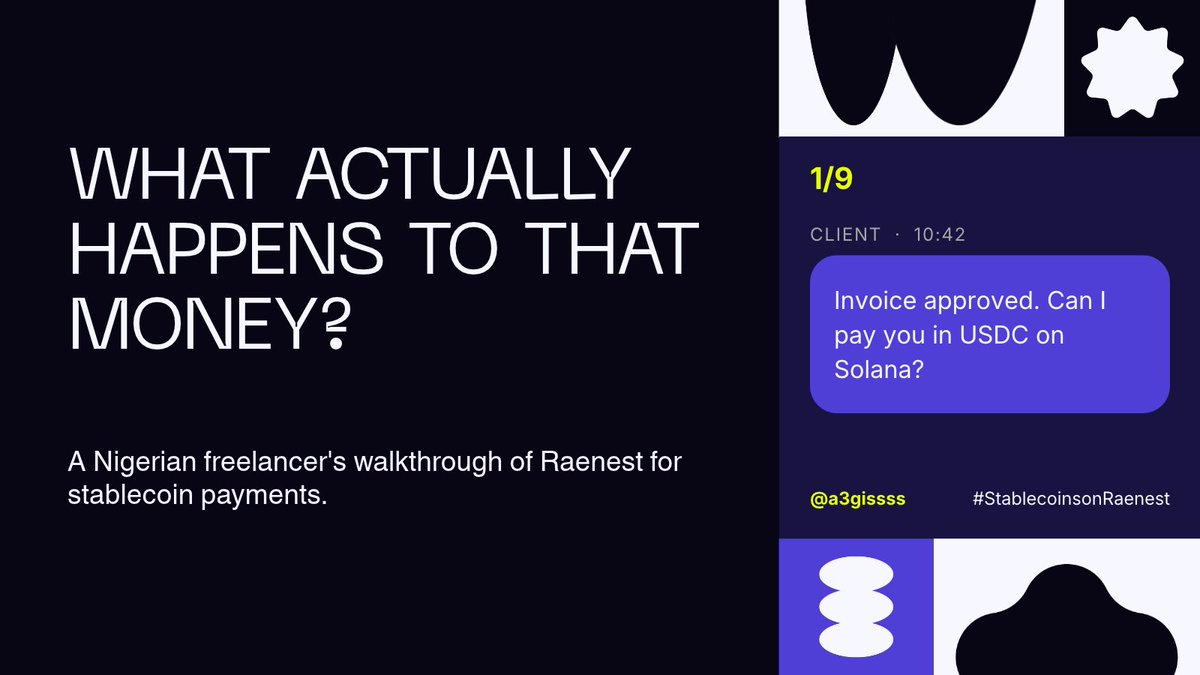 WHAT ACTUALLY
HAPPENS TO THAT
MONEY?
A Nigerian freelancer's walkthrough of Raenest for
stablecoin payments.
1/9
CLIENT · 10:42
Invoice approved. Can I
pay you in USDC on
Solana?
@a3gissss #StablecoinsonRaenest